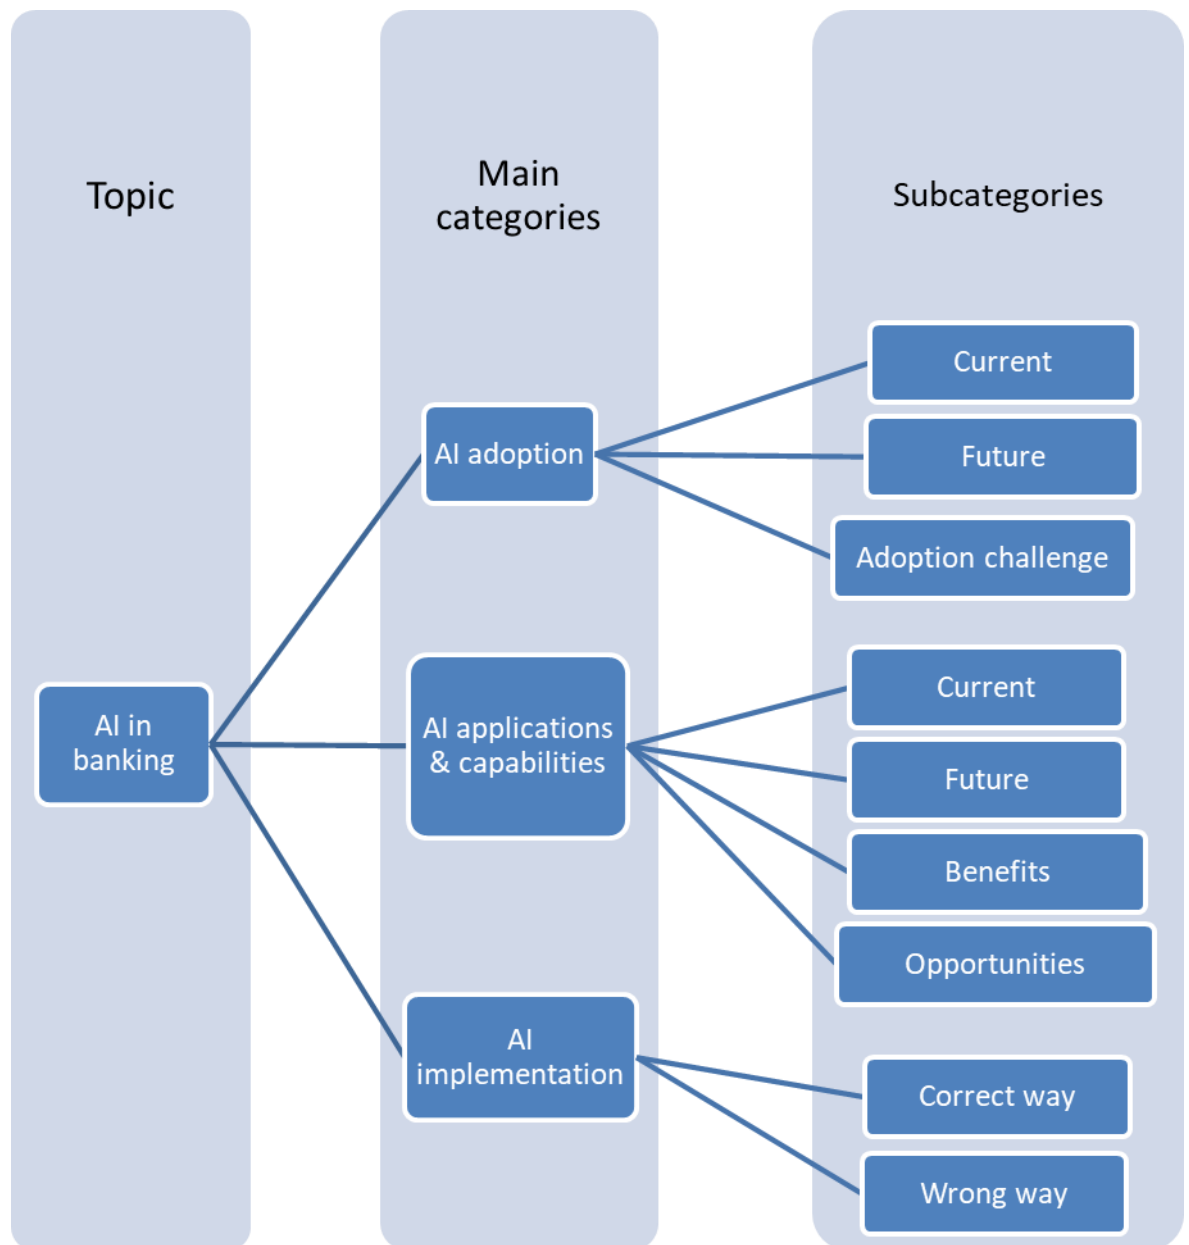 Topic
Main
categories
Subcategories
AI in
banking
AI adoption
Current
Future
Adoption challenge
AI applications
& capabilities
Current
Future
Benefits
Opportunities
AI
implementation
Correct way
Wrong way